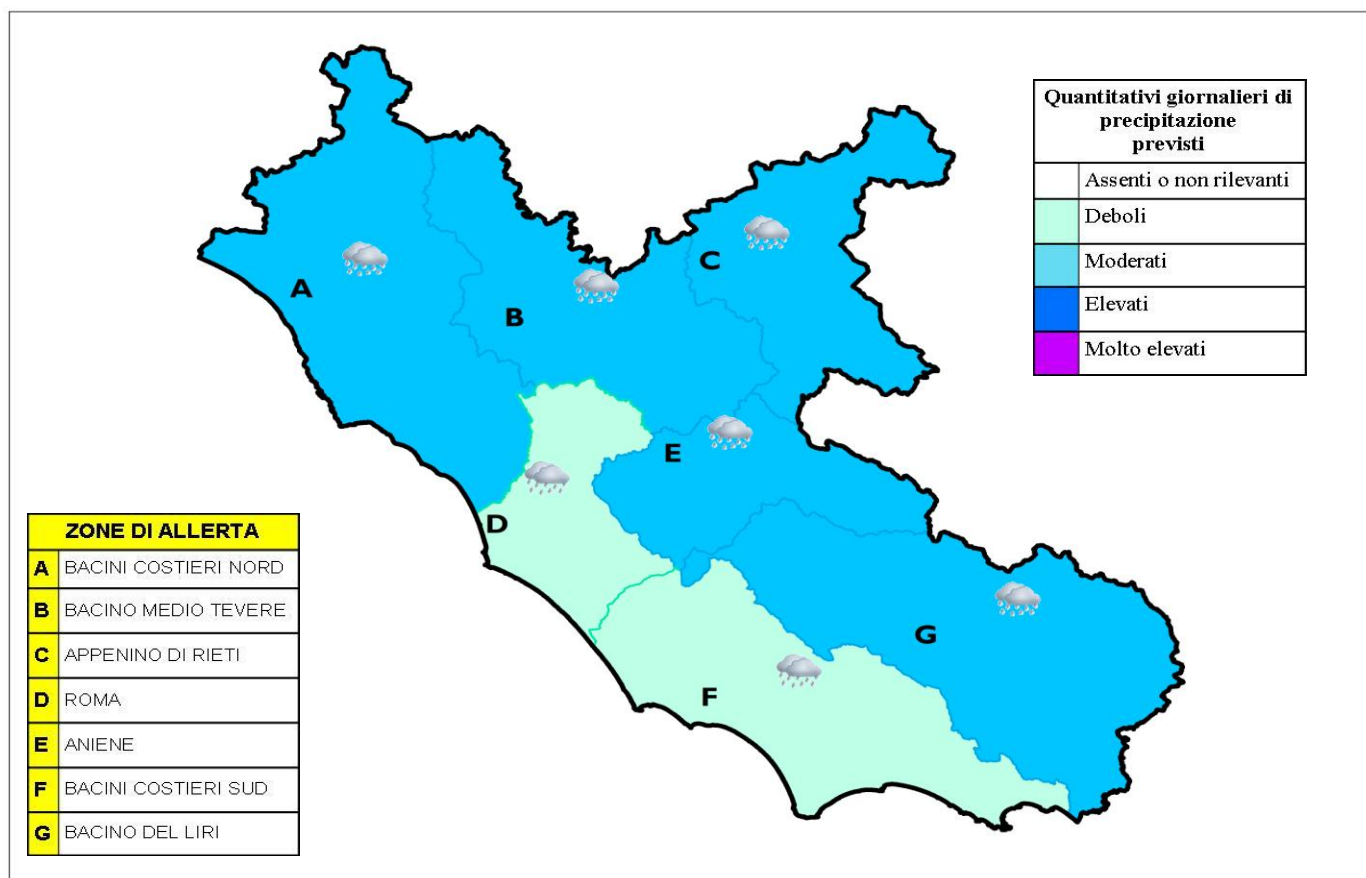 Quantitativi giornalieri di
precipitazione
previsti
Assenti o non rilevanti
Deboli
Moderati
Elevati
Molto elevati
C
A
B
E
D
G
F
ZONE DI ALLERTA
A BACINI COSTIERI NORD
B BACINO MEDIO TEVERE
C APPENINO DI RIETI
D ROMA
E ANIENE
F BACINI COSTIERI SUD
G BACINO DEL LIRI